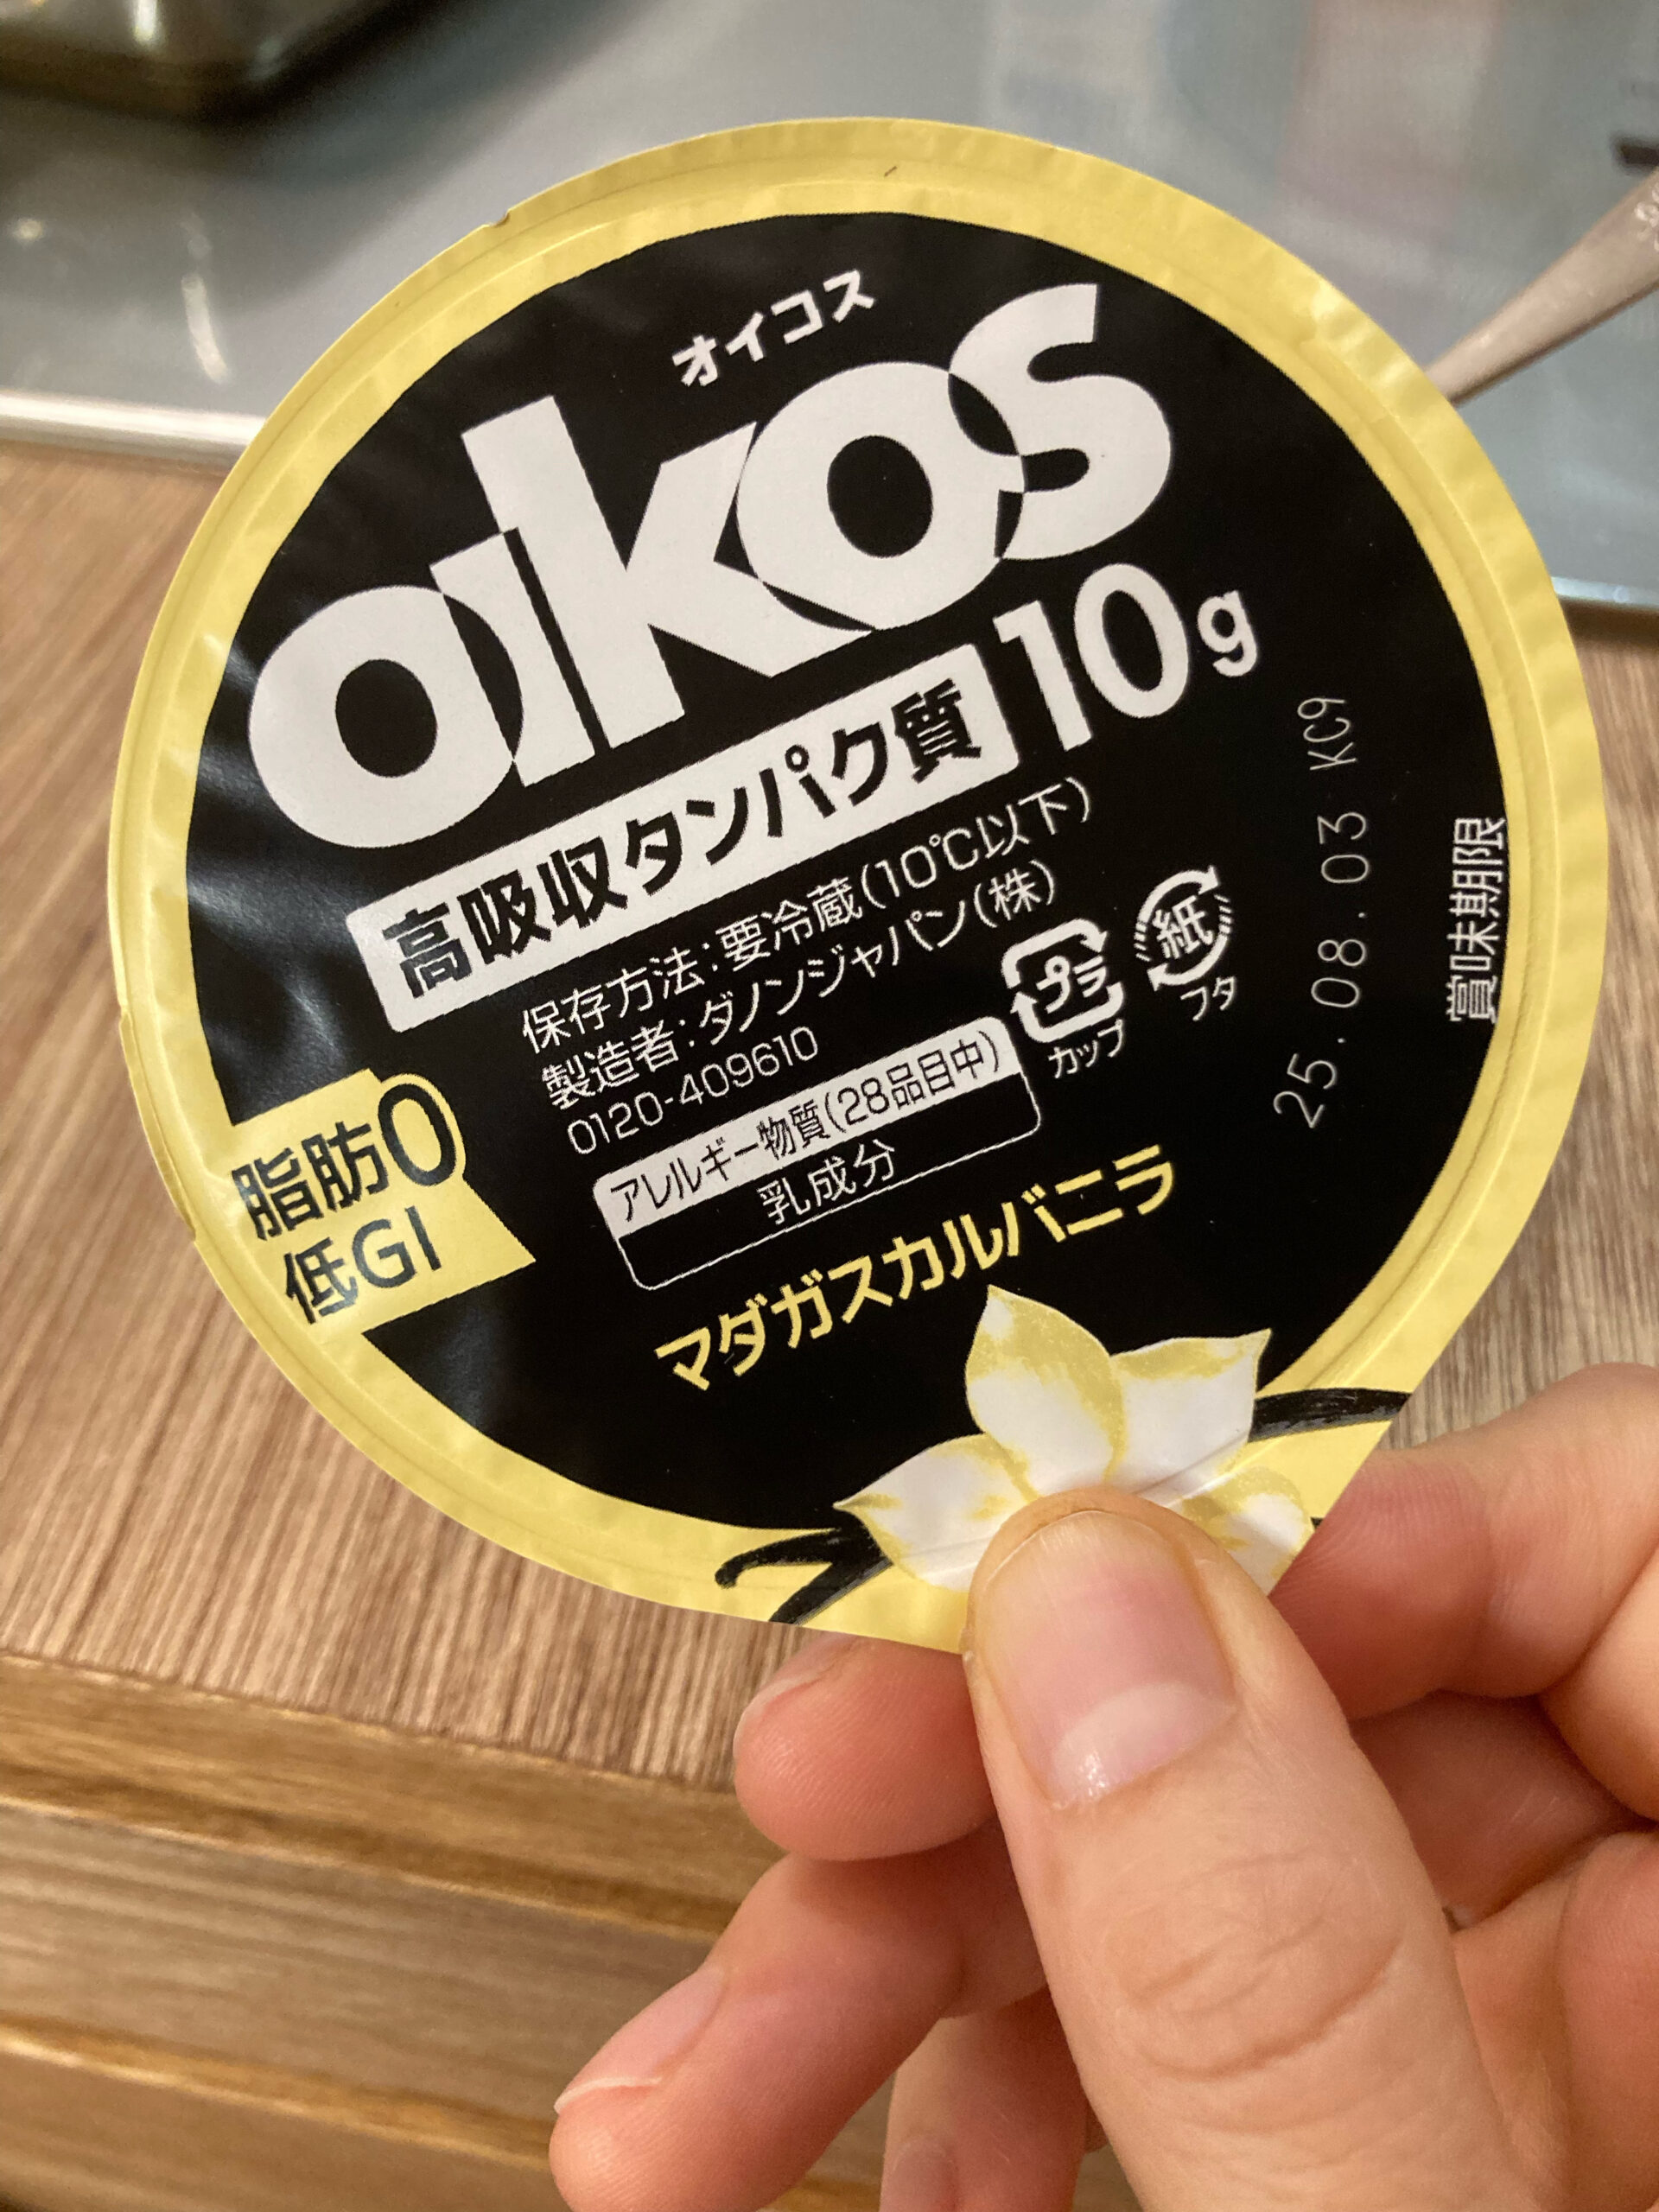 オイコス
oikos
高吸収タンパク質 10g
保存方法:要冷蔵(10℃以下)
製造者:ダノンジャパン(株)
0120-409610
プラ
カップ
紙
フタ
アレルギー物質(28品目中)
乳成分
脂肪0
低GI
マダガスカルバニラ
賞味期限
25.08.03 KC9